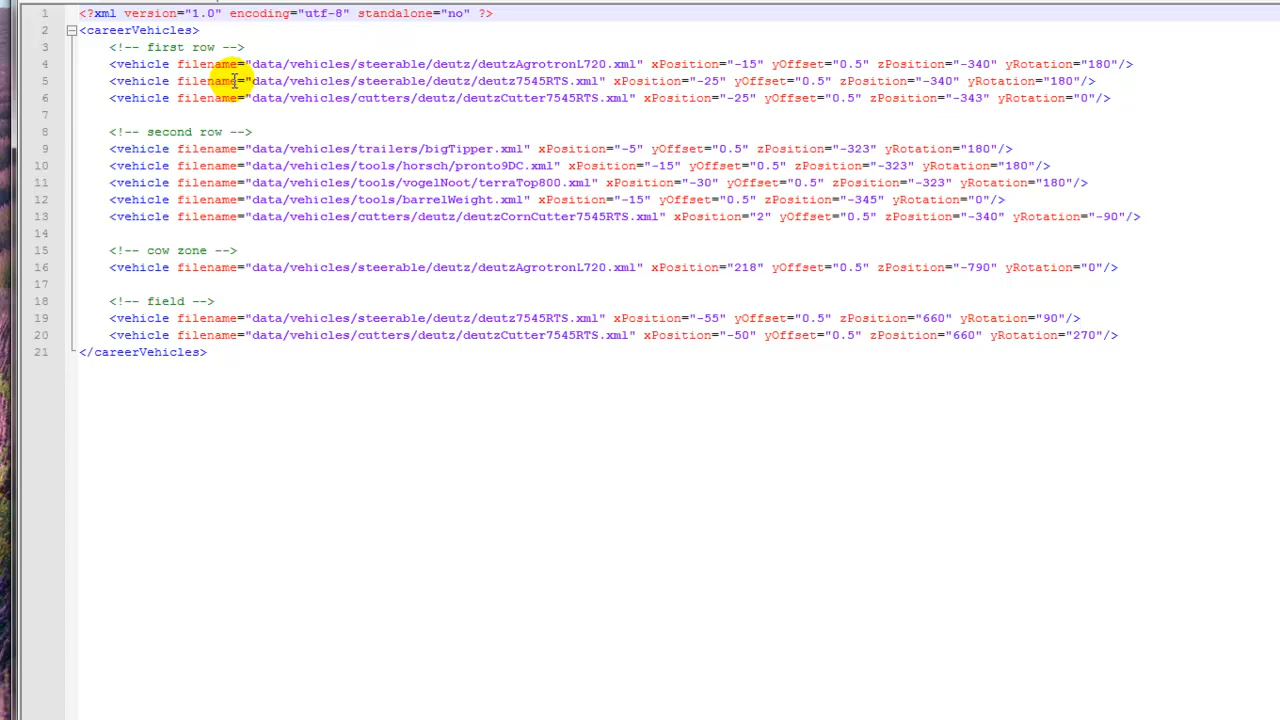 1 <?xml version="1.0" encoding="utf-8" standalone="no" ?>
2 <careerVehicles>
3 <!-- first row -->
4 <vehicle filename="data/vehicles/steerable/deutz/deutzAgrotronL720.xml" xPosition="-15" yOffset="0.5" zPosition="-340" yRotation="180"/>
5 <vehicle filename="data/vehicles/steerable/deutz/deutz7545RTS.xml" xPosition="-25" yOffset="0.5" zPosition="-340" yRotation="180"/>
6 <vehicle filename="data/vehicles/cutters/deutz/deutzCutter7545RTS.xml" xPosition="-25" yOffset="0.5" zPosition="-343" yRotation="0"/>
7
8 <!-- second row -->
9 <vehicle filename="data/vehicles/trailers/bigTipper.xml" xPosition="-5" yOffset="0.5" zPosition="-323" yRotation="180"/>
10 <vehicle filename="data/vehicles/tools/horsch/pronto9DC.xml" xPosition="-15" yOffset="0.5" zPosition="-323" yRotation="180"/>
11 <vehicle filename="data/vehicles/tools/vogelNoot/terraTop800.xml" xPosition="-30" yOffset="0.5" zPosition="-323" yRotation="180"/>
12 <vehicle filename="data/vehicles/tools/barrelWeight.xml" xPosition="-15" yOffset="0.5" zPosition="-345" yRotation="0"/>
13 <vehicle filename="data/vehicles/cutters/deutz/deutzCornCutter7545RTS.xml" xPosition="2" yOffset="0.5" zPosition="-340" yRotation="-90"/>
14
15 <!-- cow zone -->
16 <vehicle filename="data/vehicles/steerable/deutz/deutzAgrotronL720.xml" xPosition="218" yOffset="0.5" zPosition="-790" yRotation="0"/>
17
18 <!-- field -->
19 <vehicle filename="data/vehicles/steerable/deutz/deutz7545RTS.xml" xPosition="-55" yOffset="0.5" zPosition="660" yRotation="90"/>
20 <vehicle filename="data/vehicles/cutters/deutz/deutzCutter7545RTS.xml" xPosition="-50" yOffset="0.5" zPosition="660" yRotation="270"/>
21 </careerVehicles>